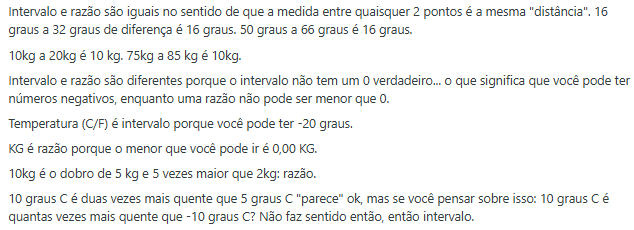 Intervalo e razão são iguais no sentido de que a medida entre quaisquer 2 pontos é a mesma "distância". 16
graus a 32 graus de diferença é 16 graus. 50 graus a 66 graus é 16 graus.
10kg a 20kg é 10 kg. 75kg a 85 kg é 10kg.
Intervalo e razão são diferentes porque o intervalo não tem um 0 verdadeiro... o que significa que você pode ter
números negativos, enquanto uma razão não pode ser menor que 0.
Temperatura (C/F) é intervalo porque você pode ter -20 graus.
KG é razão porque o menor que você pode ir é 0,00 KG.
10kg é o dobro de 5 kg e 5 vezes maior que 2kg: razão.
10 graus C é duas vezes mais quente que 5 graus C "parece" ok, mas se você pensar sobre isso: 10 graus C é
quantas vezes mais quente que -10 graus C? Não faz sentido então, então intervalo.